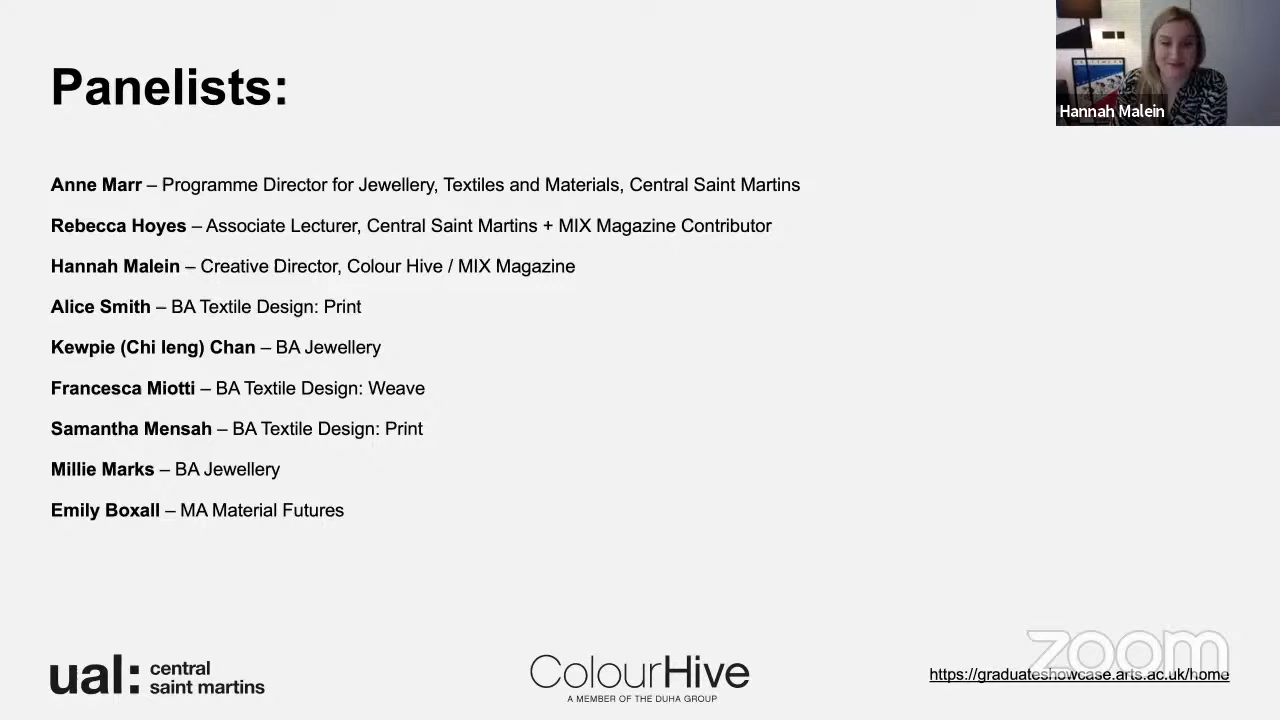 Panelists:
Hannah Malein
Anne Marr – Programme Director for Jewellery, Textiles and Materials, Central Saint Martins
Rebecca Hoyes – Associate Lecturer, Central Saint Martins + MIX Magazine Contributor
Hannah Malein – Creative Director, Colour Hive / MIX Magazine
Alice Smith – BA Textile Design: Print
Kewpie (Chi Ieng) Chan – BA Jewellery
Francesca Miotti – BA Textile Design: Weave
Samantha Mensah – BA Textile Design: Print
Millie Marks – BA Jewellery
Emily Boxall – MA Material Futures
ual: central
saint martins
ColourHive
A MEMBER OF THE DUHA GROUP
zoom
https://graduateshowcase.arts.ac.uk/home